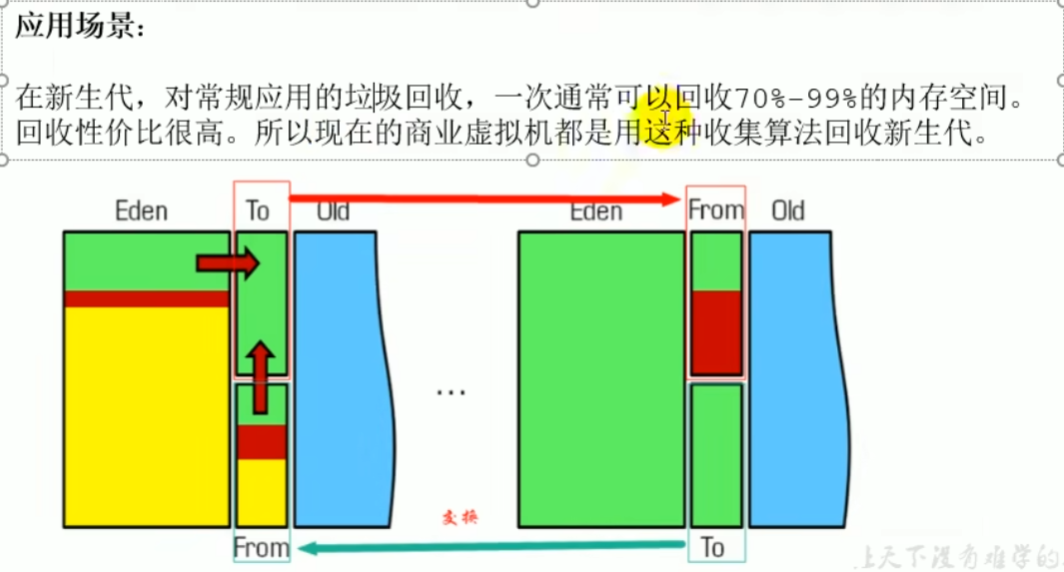 应用场景：
在新生代，对常规应用的垃圾回收，一次通常可以回收70%-99%的内存空间。
回收性价比很高。所以现在的商业虚拟机都是用这种收集算法回收新生代。
Eden To Old Eden From Old
...
交换
From To
上天下没有难学的